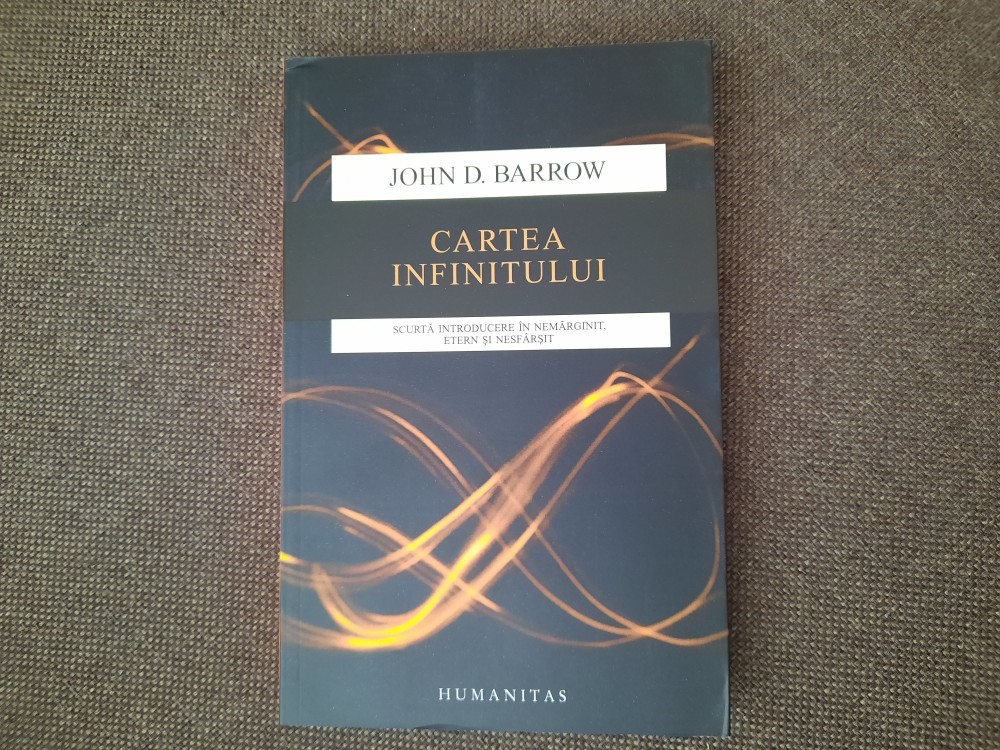 JOHN D. BARROW
CARTEA
INFINITULUI
SCURTĂ INTRODUCERE ÎN NEMĂRGINIT,
ETERN ȘI NESFÂRȘIT
HUMANITAS